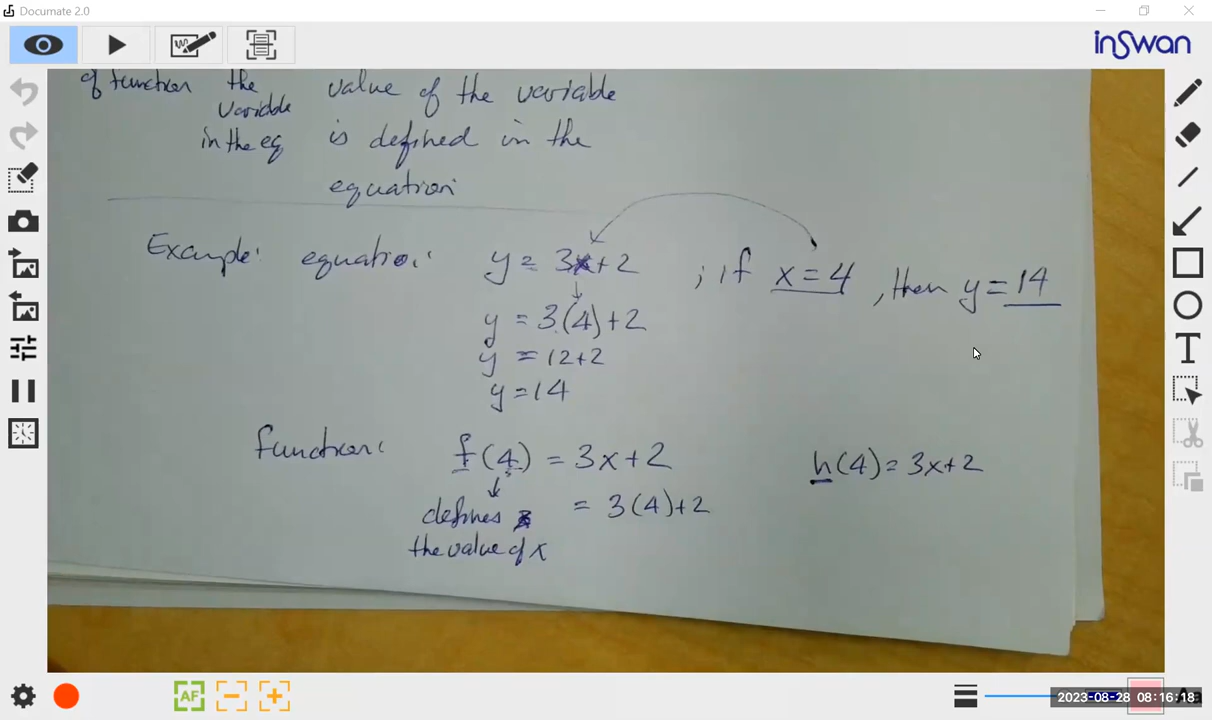 Documate 2.0
inSwan
of function the value of the variable
variable
in the eq is defined in the
equation
Example: equation: y = 3x+2 ; if x = 4 , then y = 14
y = 3(4)+2
y = 12+2
y = 14
function: f(4) = 3x+2 h(4) = 3x+2
defines = 3(4)+2
the value of x
AF
2023-08-28 08:16:18
Aa